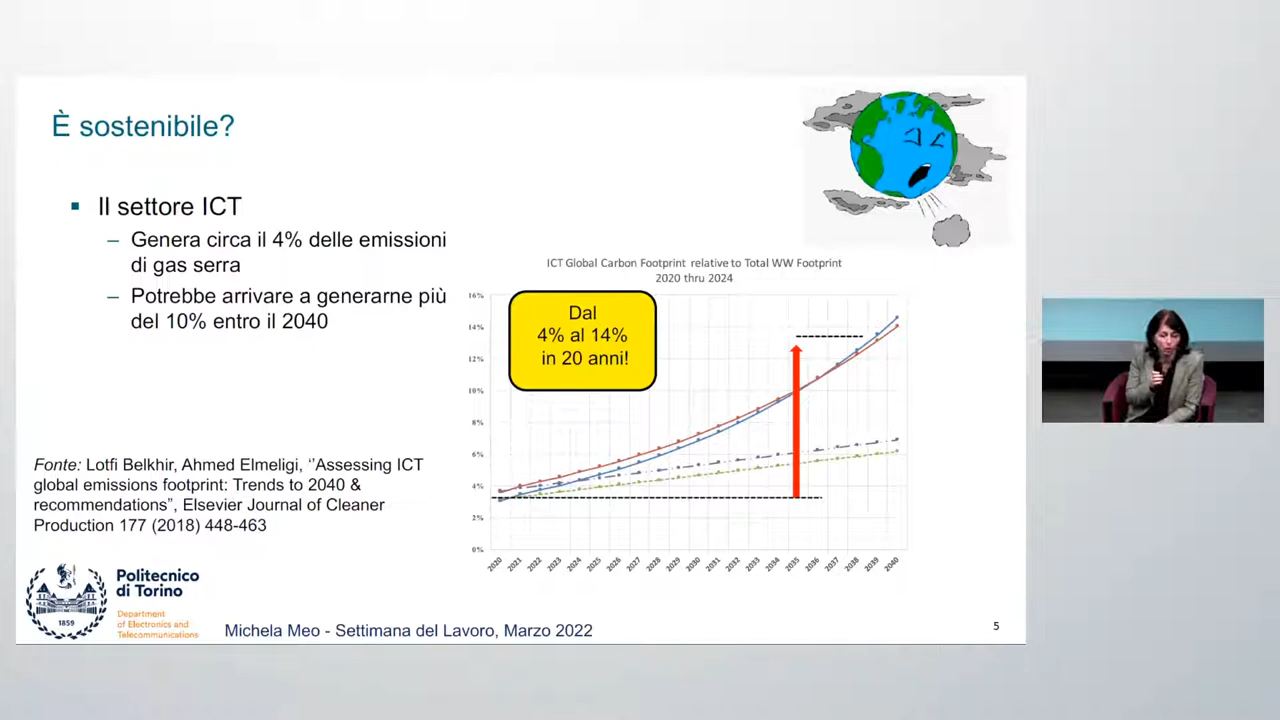 È sostenibile?
Il settore ICT
Genera circa il 4% delle emissioni
di gas serra
Potrebbe arrivare a generarne più
del 10% entro il 2040
ICT Global Carbon Footprint relative to Total WW Footprint
2020 thru 2024
Dal
4% al 14%
in 20 anni!
16%
14%
12%
10%
8%
6%
4%
2%
0%
2020 2021 2022 2023 2024 2025 2026 2027 2028 2029 2030 2031 2032 2033 2034 2035 2036 2037 2038 2039 2040
Fonte: Lotfi Belkhir, Ahmed Elmeligi, ‘’Assessing ICT
global emissions footprint: Trends to 2040 &
recommendations”, Elsevier Journal of Cleaner
Production 177 (2018) 448-463
1859
Politecnico
di Torino
Department
of Electronics and
Telecommunications
Michela Meo - Settimana del Lavoro, Marzo 2022
5